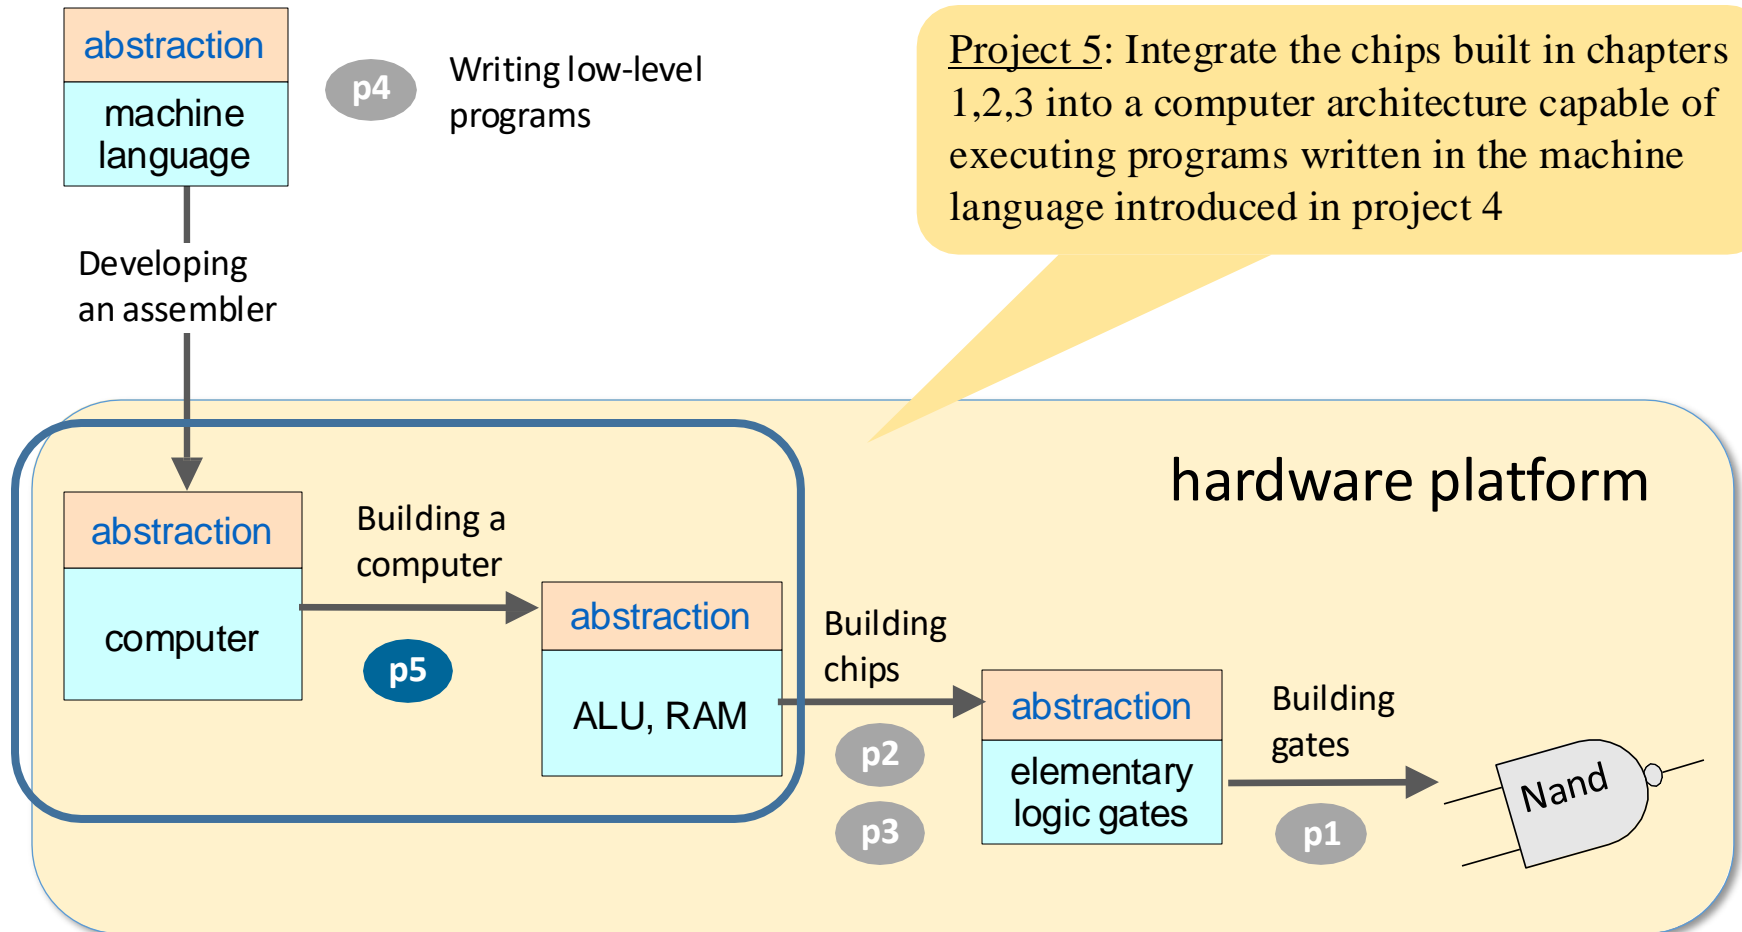 abstraction
machine
language
p4
Writing low-level
programs
Project 5: Integrate the chips built in chapters
1,2,3 into a computer architecture capable of
executing programs written in the machine
language introduced in project 4
Developing
an assembler
hardware platform
abstraction
computer
Building a
computer
p5
abstraction
ALU, RAM
Building
chips
p2
p3
abstraction
elementary
logic gates
Building
gates
p1
Nand